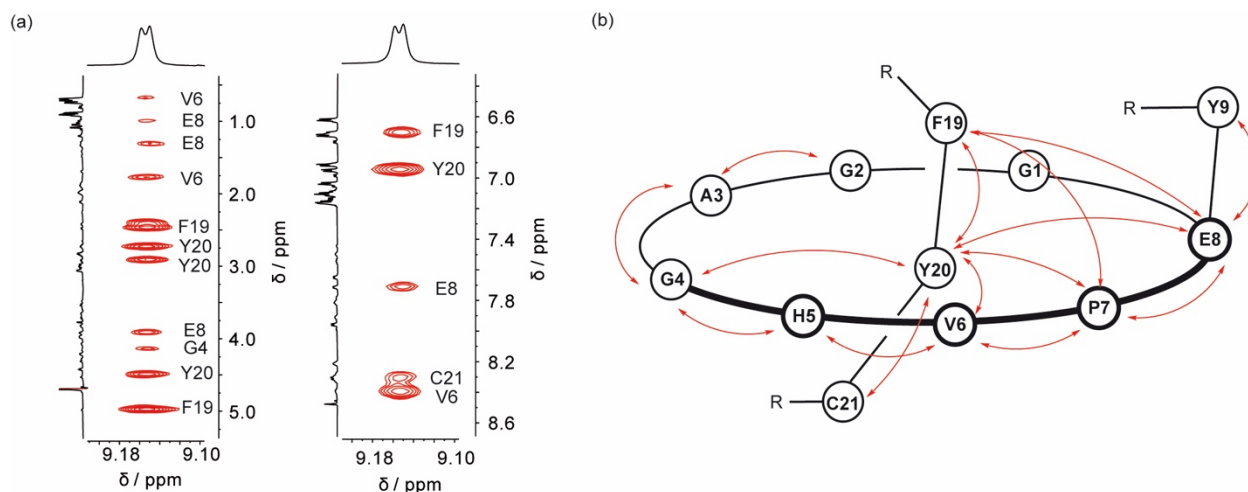 (a)
V6
E8
E8
V6
F19
Y20
Y20
E8
G4
Y20
F19
1.0
2.0
3.0
4.0
5.0
δ / ppm
9.18
9.10
δ / ppm
F19
Y20
E8
C21
V6
6.6
7.0
7.4
7.8
8.2
8.6
δ / ppm
9.18
9.10
δ / ppm
(b)
R
F19
R
Y9
A3
G2
G1
E8
G4
Y20
H5
V6
P7
R
C21